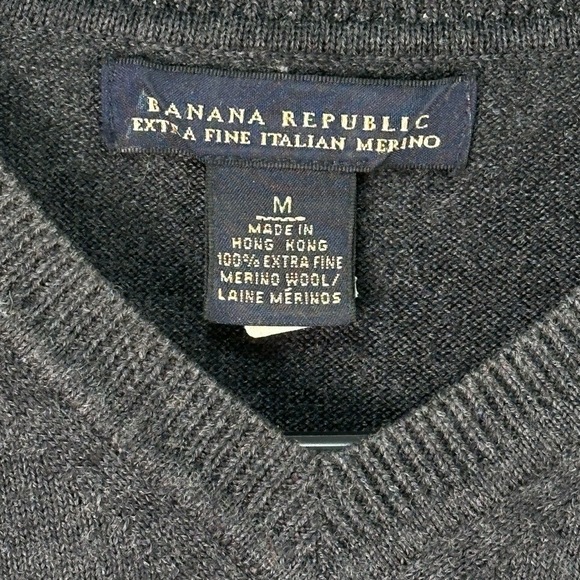 BANANA REPUBLIC
EXTRA FINE ITALIAN MERINO
M
MADE IN
HONG KONG
100% EXTRA FINE
MERINO WOOL/
LAINE MÉRINOS